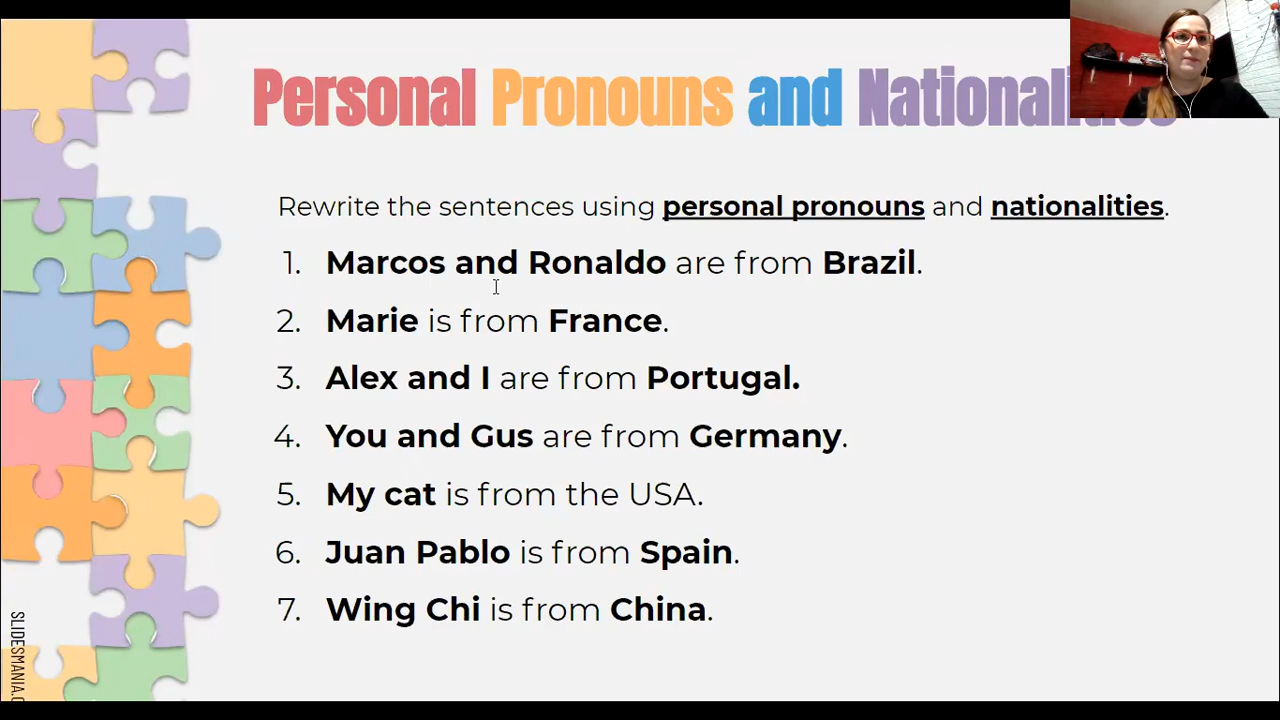 Personal Pronouns and Nationalities
Rewrite the sentences using personal pronouns and nationalities.
1. Marcos and Ronaldo are from Brazil.
2. Marie is from France.
3. Alex and I are from Portugal.
4. You and Gus are from Germany.
5. My cat is from the USA.
6. Juan Pablo is from Spain.
7. Wing Chi is from China.
SLIDESMANIA.C